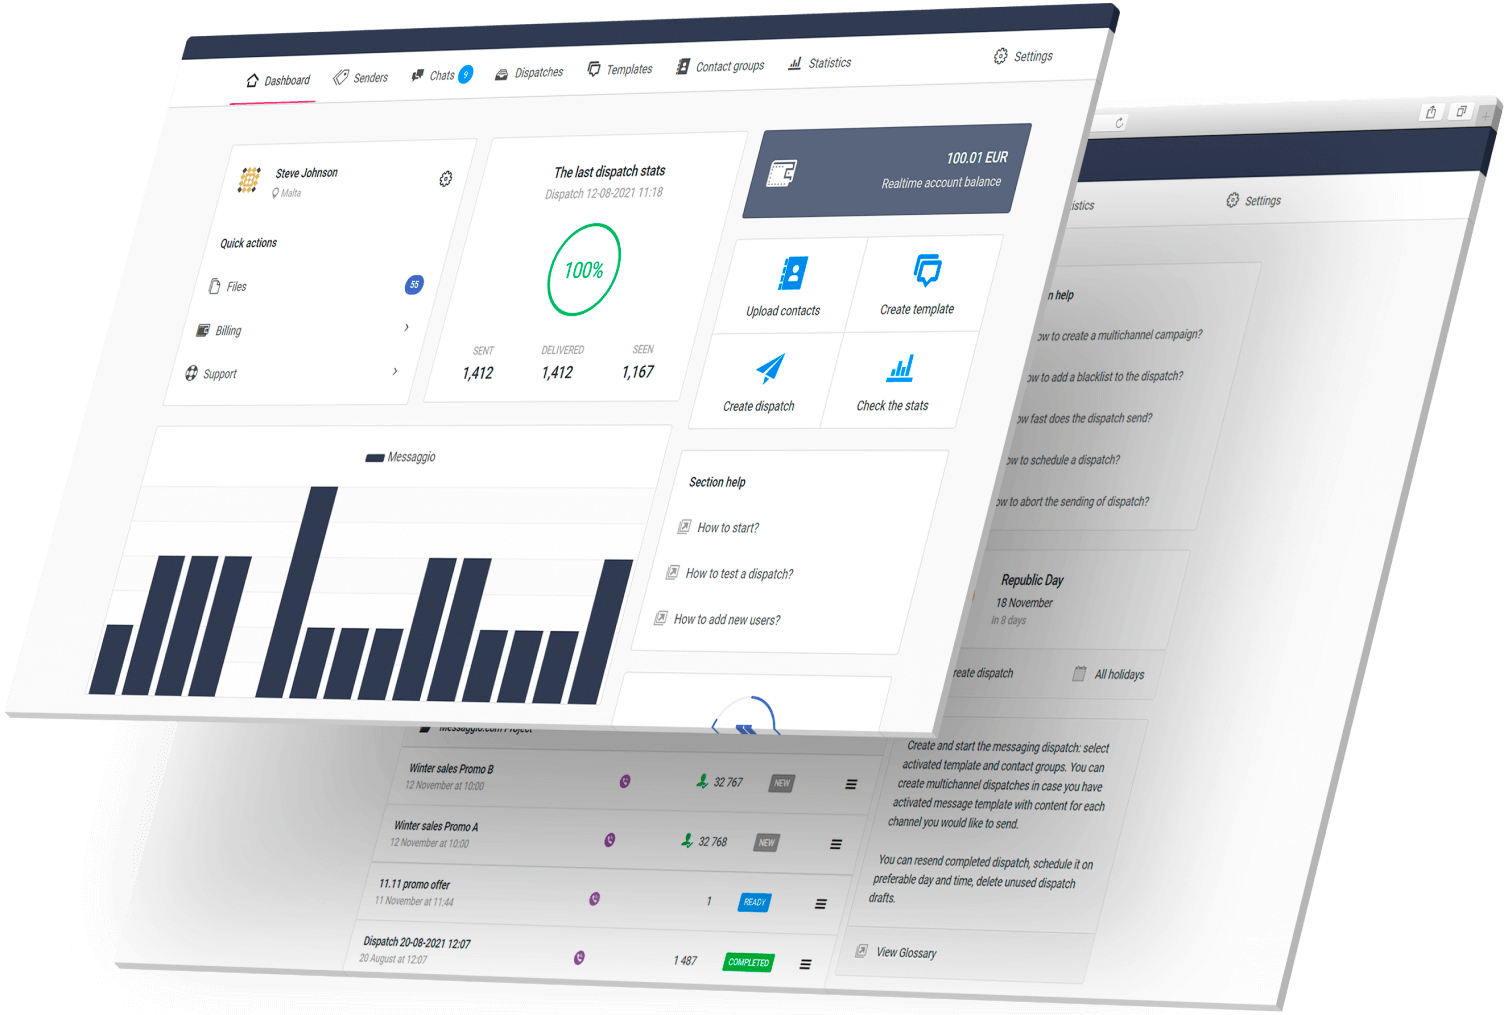 Dashboard
Senders
Chats 9
Dispatches
Templates
Contact groups
Statistics
Settings
Steve Johnson
Malta
Quick actions
Files 55
Billing
Support
The last dispatch stats
Dispatch 12-08-2021 11:18
100%
SENT DELIVERED SEEN
1,412 1,412 1,167
100.01 EUR
Realtime account balance
Upload contacts
Create template
Create dispatch
Check the stats
Messaggio
Section help
How to start?
How to test a dispatch?
How to add new users?
Settings
help
to create a multichannel campaign?
to add a blacklist to the dispatch?
fast does the dispatch send?
to schedule a dispatch?
to abort the sending of dispatch?
Republic Day
18 November
In 8 days
dispatch
All holidays
Messaggio.com Project
Winter sales Promo B
12 November at 10:00
32 767 NEW
Winter sales Promo A
12 November at 10:00
32 768 NEW
11.11 promo offer
11 November at 11:44
1 READY
Dispatch 20-08-2021 12:07
20 August at 12:07
1 487 COMPLETED
Create and start the messaging dispatch: select
activated template and contact groups. You can
create multichannel dispatches in case you have
activated message template with content for each
channel you would like to send.
You can resend completed dispatch, schedule it on
preferable day and time, delete unused dispatch
drafts.
View Glossary